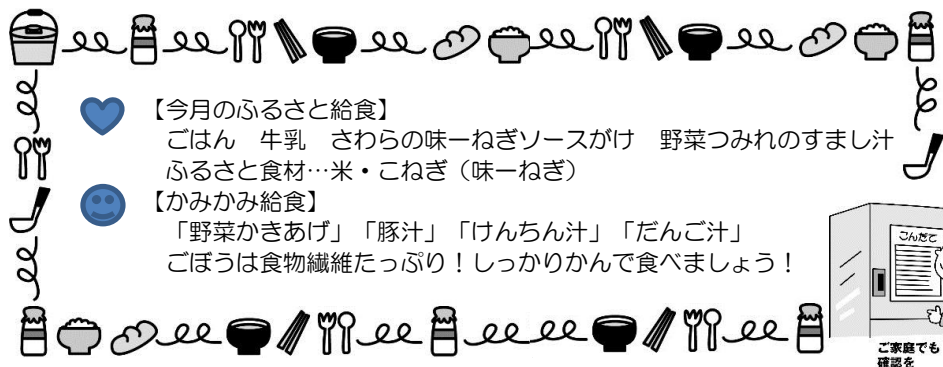 【今月のふるさと給食】
ごはん　牛乳　さわらの味一ねぎソースがけ　野菜つみれのすまし汁
ふるさと食材…米・こねぎ（味一ねぎ）
【かみかみ給食】
「野菜かきあげ」「豚汁」「けんちん汁」「だんご汁」
ごぼうは食物繊維たっぷり！しっかりかんで食べましょう！
こんだて
ご家庭でも
確認を